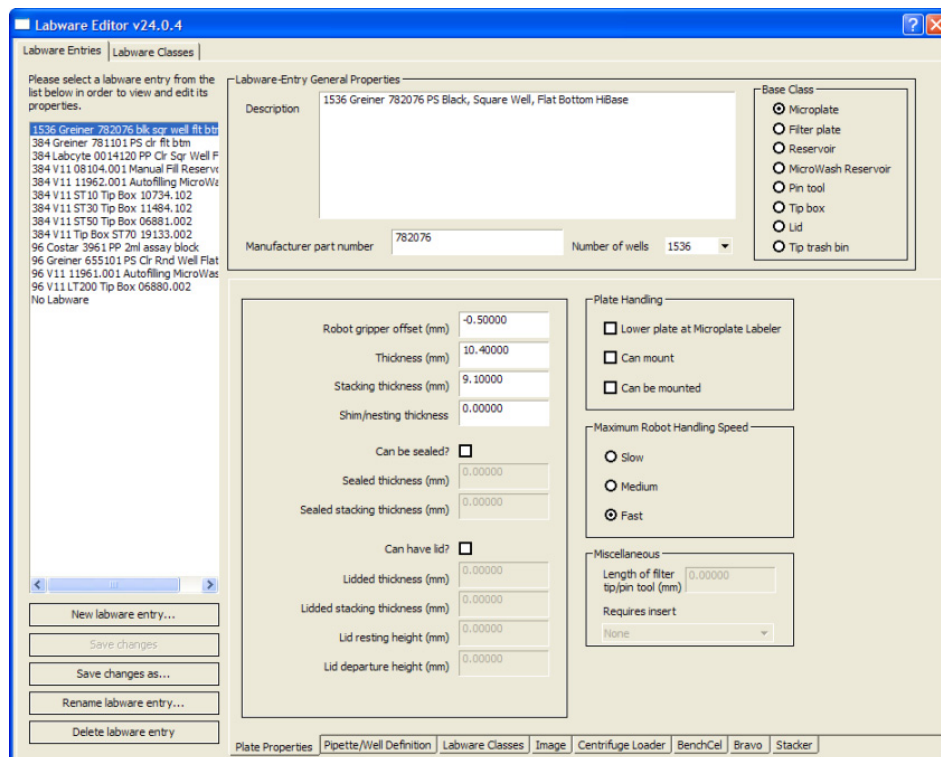 Labware Editor v24.0.4
Labware Entries
Labware Classes
Please select a labware entry from the
list below in order to view and edit its
properties.
1536 Greiner 782076 blk sqr well flt btm
384 Greiner 781101 PS clr flt btm
384 Labcyte 0014120 PP Clr Sqr Well F
384 V11 08104.001 Manual Fill Reservo
384 V11 11962.001 Autofilling MicroWa
384 V11 ST10 Tip Box 10734.102
384 V11 ST30 Tip Box 11484.102
384 V11 ST50 Tip Box 06881.002
384 V11 Tip Box ST70 19133.002
96 Costar 3961 PP 2ml assay block
96 Greiner 655101 PS Clr Rnd Well Flat
96 V11 11961.001 Autofilling MicroWas
96 V11 LT200 Tip Box 06880.002
No Labware
New labware entry...
Save changes
Save changes as...
Rename labware entry...
Delete labware entry
Labware-Entry General Properties
Description
1536 Greiner 782076 PS Black, Square Well, Flat Bottom HiBase
Manufacturer part number
782076
Number of wells
1536
Base Class
Microplate
Filter plate
Reservoir
MicroWash Reservoir
Pin tool
Tip box
Lid
Tip trash bin
Robot gripper offset (mm)
-0.50000
Thickness (mm)
10.40000
Stacking thickness (mm)
9.10000
Shim/nesting thickness
0.00000
Can be sealed?
Sealed thickness (mm)
0.00000
Sealed stacking thickness (mm)
0.00000
Can have lid?
Lidded thickness (mm)
0.00000
Lidded stacking thickness (mm)
0.00000
Lid resting height (mm)
0.00000
Lid departure height (mm)
0.00000
Plate Handling
Lower plate at Microplate Labeler
Can mount
Can be mounted
Maximum Robot Handling Speed
Slow
Medium
Fast
Miscellaneous
Length of filter
tip/pin tool (mm)
0.00000
Requires insert
None
Plate Properties
Pipette/Well Definition
Labware Classes
Image
Centrifuge Loader
BenchCel
Bravo
Stacker